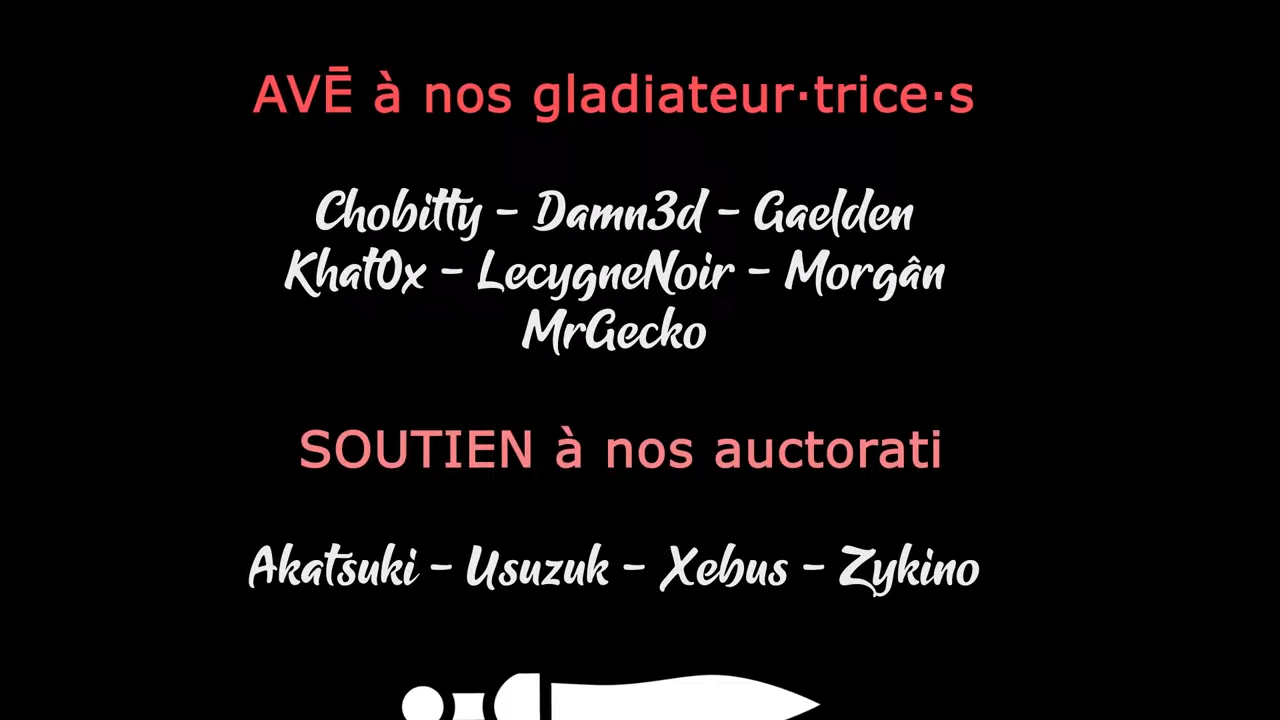 AVĒ à nos gladiateur·trice·s
Chobitty - Damn3d - Gaelden
Khat0x - LecygneNoir - Morgân
MrGecko
SOUTIEN à nos auctorati
Akatsuki - Usuzuk - Xebus - Zykino